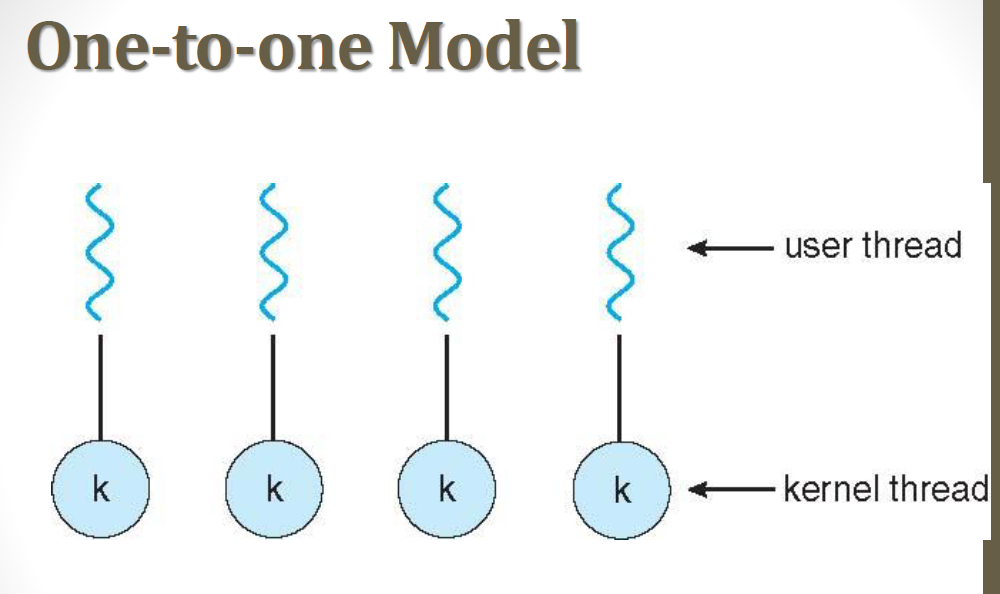 One-to-one Model
user thread
k k k k
kernel thread